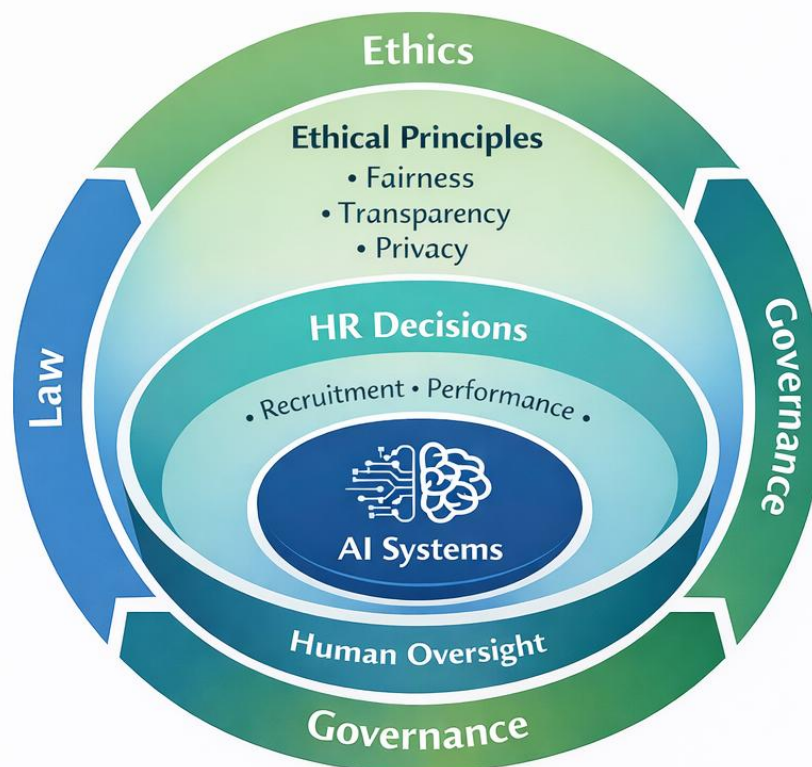 Ethics
Ethical Principles
• Fairness
• Transparency
• Privacy
HR Decisions
• Recruitment • Performance •
AI Systems
Human Oversight
Law
Governance
Governance